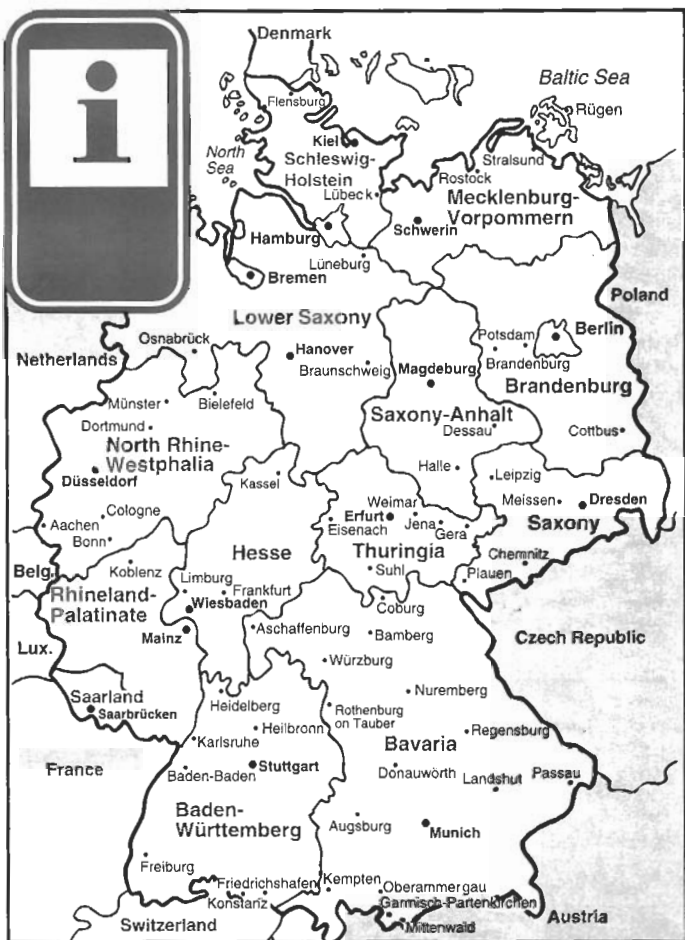 i
Denmark
Baltic Sea
Flensburg
Rügen
Kiel
North
Sea
Schleswig-
Holstein
Stralsund
Rostock
Lübeck
Mecklenburg-
Vorpommern
Schwerin
Hamburg
Lüneburg
Bremen
Poland
Lower Saxony
Berlin
Osnabrück
Potsdam
Hanover
Netherlands
Brandenburg
Braunschweig
Magdeburg
Brandenburg
Münster
Bielefeld
Saxony-Anhalt
Dortmund
Dessau
Cottbus
North Rhine-
Westphalia
Halle
Leipzig
Düsseldorf
Kassel
Meissen
Dresden
Weimar
Cologne
Erfurt
Jena
Gera
Saxony
Aachen
Eisenach
Bonn
Hesse
Thuringia
Chemnitz
Koblenz
Belg.
Suhl
Plauen
Limburg
Rhineland-
Palatinate
Frankfurt
Wiesbaden
Coburg
Aschaffenburg
Bamberg
Mainz
Czech Republic
Lux.
Würzburg
Saarland
Heidelberg
Nuremberg
Saarbrücken
Rothenburg
on Tauber
Heilbronn
Regensburg
Karlsruhe
Bavaria
France
Baden-Baden
Stuttgart
Donauwörth
Landshut
Passau
Baden-
Württemberg
Augsburg
Munich
Freiburg
Friedrichshafen
Kempten
Oberammergau
Konstanz
Garmisch-Partenkirchen
Switzerland
Mittenwald
Austria